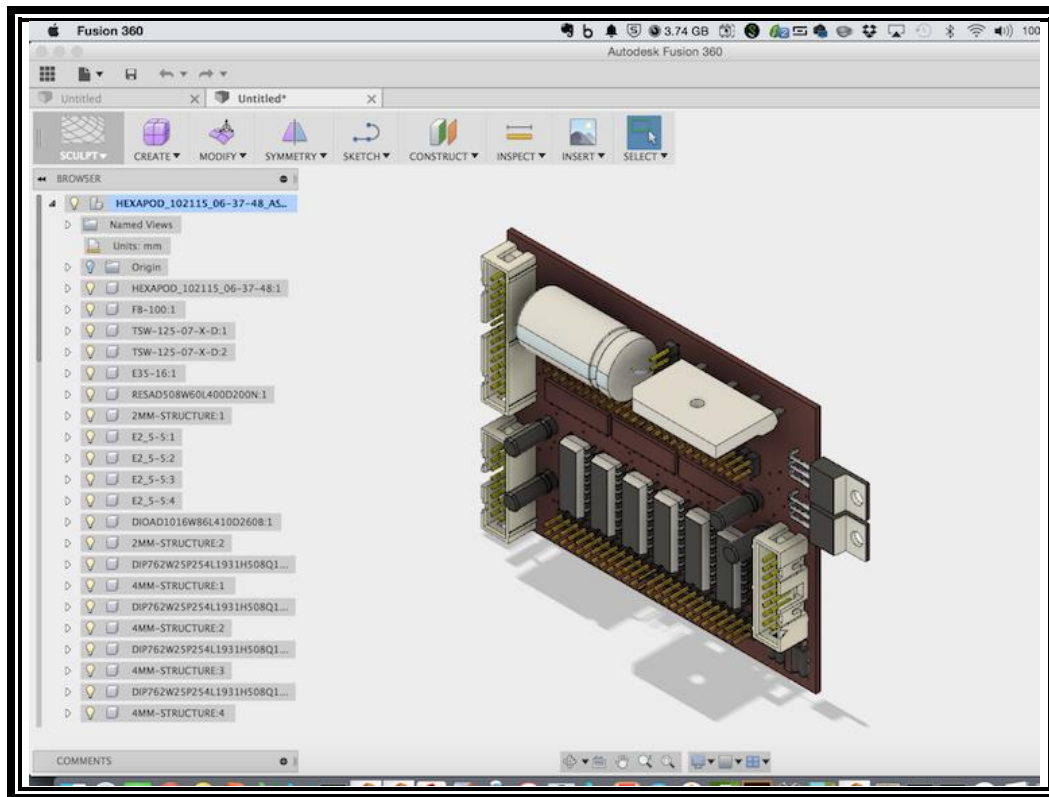 Fusion 360 3.74 GB 100
Autodesk Fusion 360
Untitled Untitled*
SCULPT CREATE MODIFY SYMMETRY SKETCH CONSTRUCT INSPECT INSERT SELECT
BROWSER
HEXAPOD_102115_06-37-48_AS...
Named Views
Units: mm
Origin
HEXAPOD_102115_06-37-48:1
FB-100:1
TSW-125-07-X-D:1
TSW-125-07-X-D:2
E35-16:1
RESAD508W60L400D200N:1
2MM-STRUCTURE:1
E2_5-5:1
E2_5-5:2
E2_5-5:3
E2_5-5:4
DIOAD1016W86L410D260B:1
2MM-STRUCTURE:2
DIP762W25P254L1931H508Q1...
4MM-STRUCTURE:1
DIP762W25P254L1931H508Q1...
4MM-STRUCTURE:2
DIP762W25P254L1931H508Q1...
4MM-STRUCTURE:3
DIP762W25P254L1931H508Q1...
4MM-STRUCTURE:4
COMMENTS